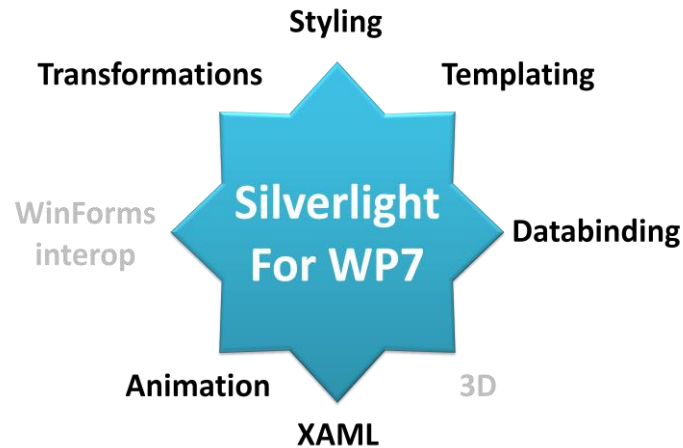 Styling
Transformations
Templating
WinForms
interop
Silverlight
For WP7
Databinding
Animation
3D
XAML